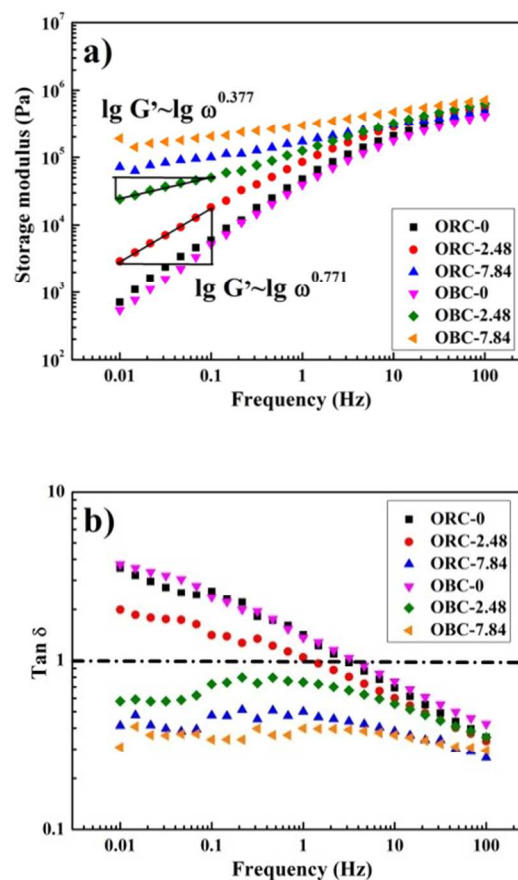 a)
lg G'~lg ω^0.377
lg G'~lg ω^0.771
Storage modulus (Pa)
10^7
10^6
10^5
10^4
10^3
10^2
ORC-0
ORC-2.48
ORC-7.84
OBC-0
OBC-2.48
OBC-7.84
0.01 0.1 1 10 100
Frequency (Hz)
b)
Tan δ
10
1
0.1
ORC-0
ORC-2.48
ORC-7.84
OBC-0
OBC-2.48
OBC-7.84
0.01 0.1 1 10 100
Frequency (Hz)